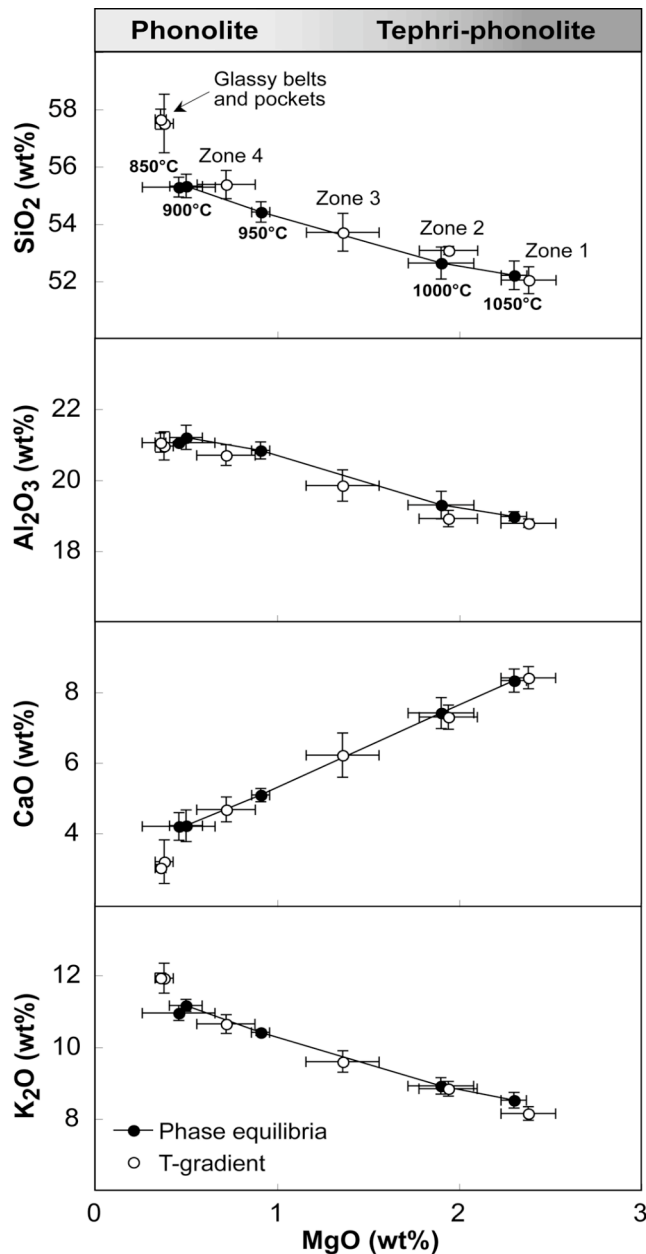 Phonolite Tephri-phonolite
Glassy belts
and pockets
58
56
54
52
SiO₂ (wt%)
850°C
Zone 4
900°C
950°C
Zone 3
Zone 2
1000°C
Zone 1
1050°C
22
20
18
Al₂O₃ (wt%)
8
6
4
CaO (wt%)
12
10
8
K₂O (wt%)
Phase equilibria
T-gradient
0 1 2 3
MgO (wt%)